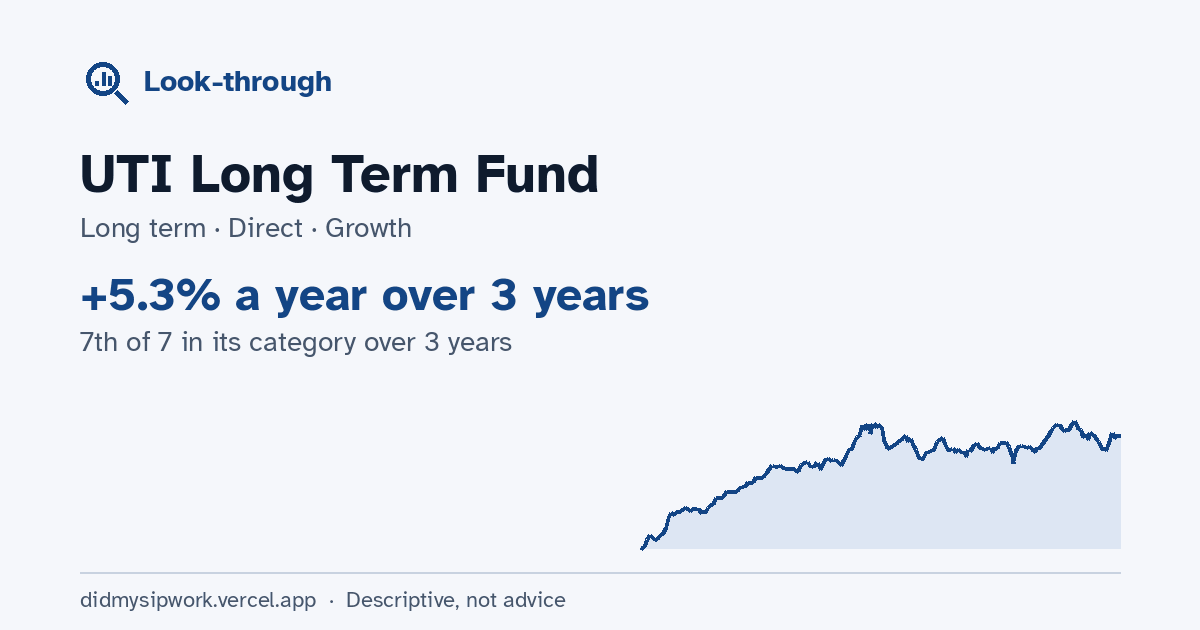 Look-through
UTI Long Term Fund
Long term · Direct · Growth
+5.3% a year over 3 years
7th of 7 in its category over 3 years
didmysipwork.vercel.app · Descriptive, not advice